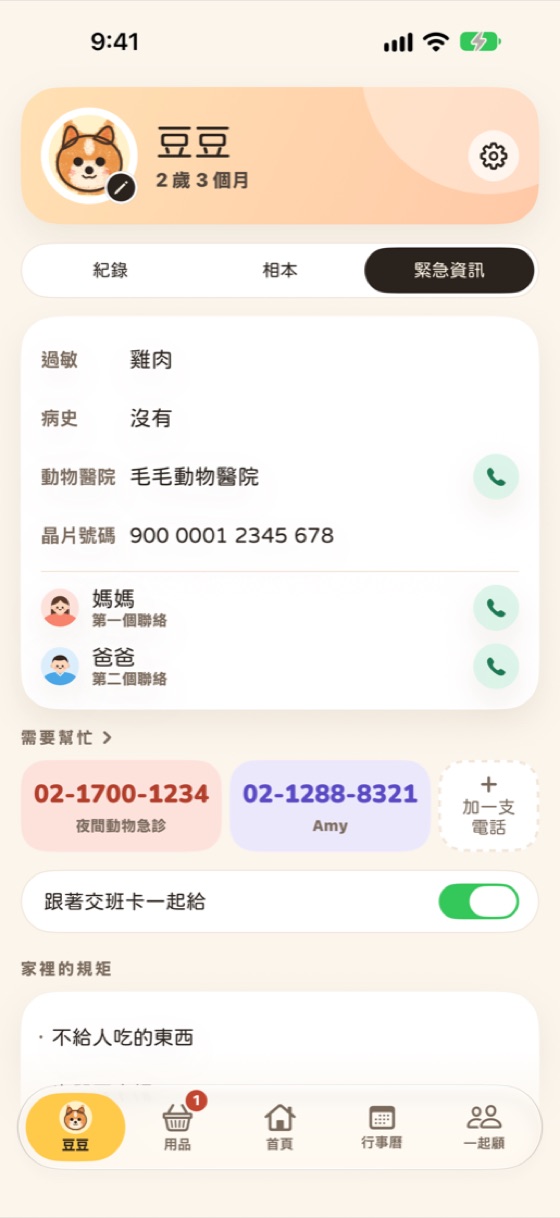 9:41
豆豆
2 歲 3 個月
紀錄
相本
緊急資訊
過敏 雞肉
病史 沒有
動物醫院 毛毛動物醫院
晶片號碼 900 0001 2345 678
媽媽
第一個聯絡
爸爸
第二個聯絡
需要幫忙
02-1700-1234
夜間動物急診
02-1288-8321
Amy
加一支
電話
跟著交班卡一起給
家裡的規矩
· 不給人吃的東西
豆豆
用品
1
首頁
行事曆
一起顧